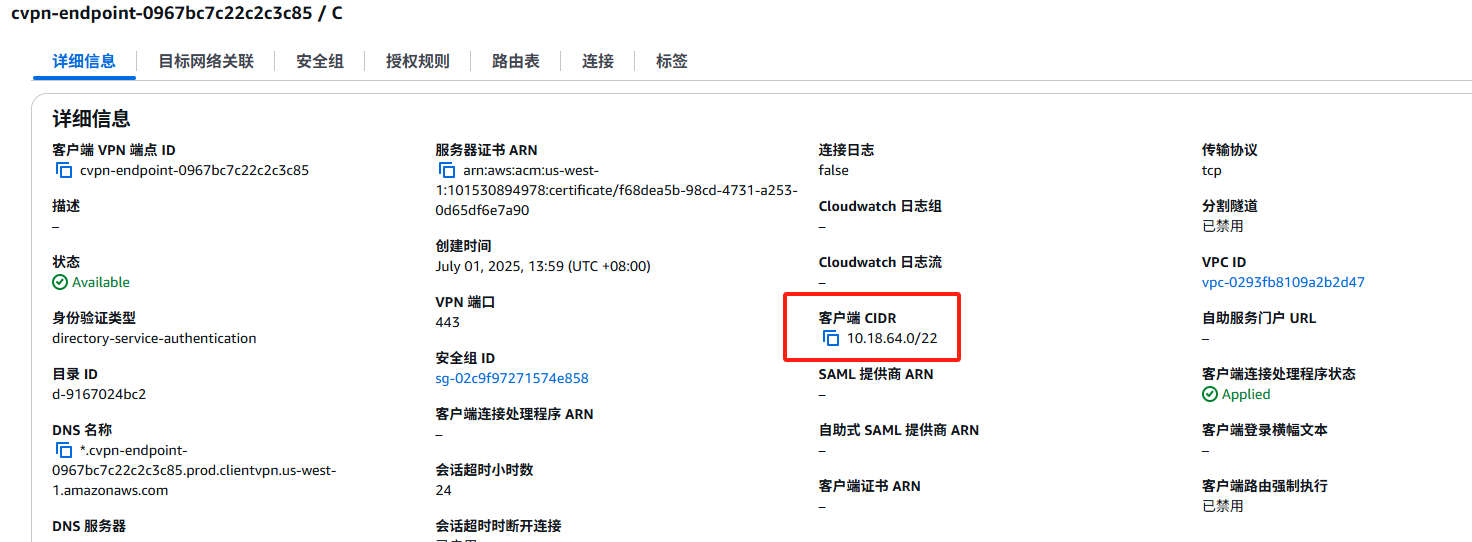 cvpn-endpoint-0967bc7c22c2c3c85 / C
详细信息
目标网络关联
安全组
授权规则
路由表
连接
标签
详细信息
客户端 VPN 端点 ID
cvpn-endpoint-0967bc7c22c2c3c85
描述
–
状态
Available
身份验证类型
directory-service-authentication
目录 ID
d-9167024bc2
DNS 名称
*.cvpn-endpoint-
0967bc7c22c2c3c85.prod.clientvpn.us-west-
1.amazonaws.com
DNS 服务器
服务器证书 ARN
arn:aws:acm:us-west-
1:101530894978:certificate/f68dea5b-98cd-4731-a253-
0d65df6e7a90
创建时间
July 01, 2025, 13:59 (UTC +08:00)
VPN 端口
443
安全组 ID
sg-02c9f97271574e858
客户端连接处理程序 ARN
–
会话超时小时数
24
会话超时时断开连接
连接日志
false
Cloudwatch 日志组
–
Cloudwatch 日志流
–
客户端 CIDR
10.18.64.0/22
SAML 提供商 ARN
–
自助式 SAML 提供商 ARN
–
客户端证书 ARN
–
传输协议
tcp
分割隧道
已禁用
VPC ID
vpc-0293fb8109a2b2d47
自助服务门户 URL
–
客户端连接处理程序状态
Applied
客户端登录横幅文本
–
客户端路由强制执行
已禁用